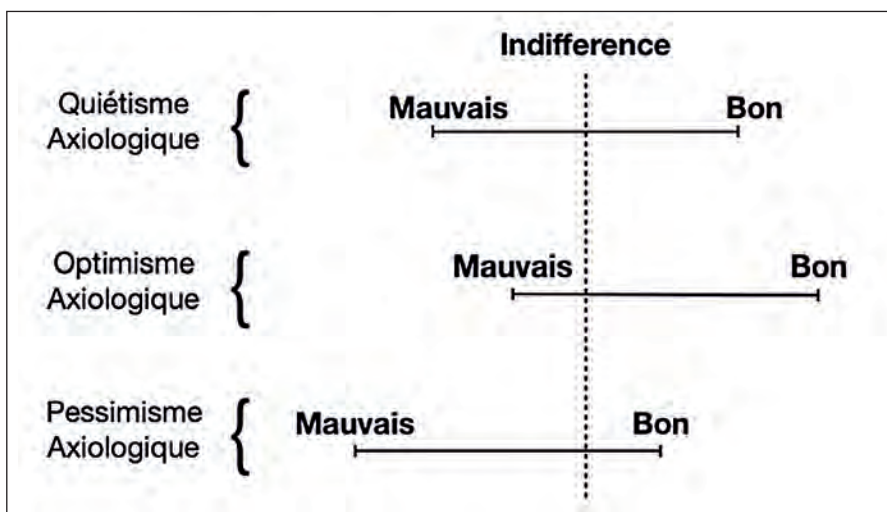 Indifference
Quiétisme
Axiologique
Mauvais
Bon
Optimisme
Axiologique
Mauvais
Bon
Pessimisme
Axiologique
Mauvais
Bon